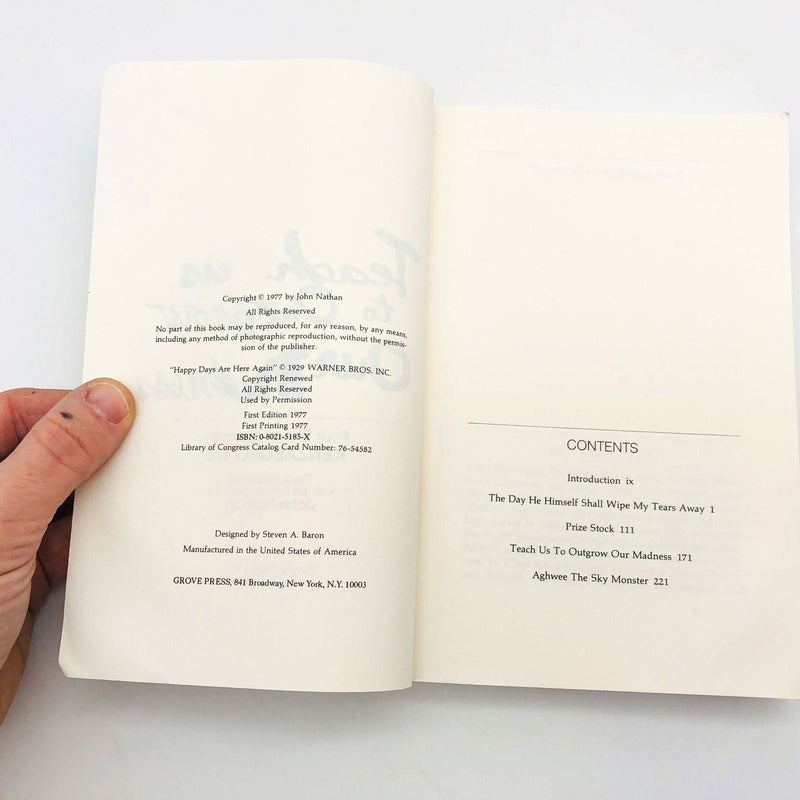 Copyright © 1977 by John Nathan
All Rights Reserved
No part of this book may be reproduced, for any reason, by any means,
including any method of photographic reproduction, without the permis-
sion of the publisher.
"Happy Days Are Here Again" © 1929 WARNER BROS. INC.
Copyright Renewed
All Rights Reserved
Used by Permission
First Edition 1977
First Printing 1977
ISBN: 0-8021-5185-X
Library of Congress Catalog Card Number: 76-54582
Designed by Steven A. Baron
Manufactured in the United States of America
GROVE PRESS, 841 Broadway, New York, N.Y. 10003
CONTENTS
Introduction ix
The Day He Himself Shall Wipe My Tears Away 1
Prize Stock 111
Teach Us To Outgrow Our Madness 171
Aghwee The Sky Monster 221